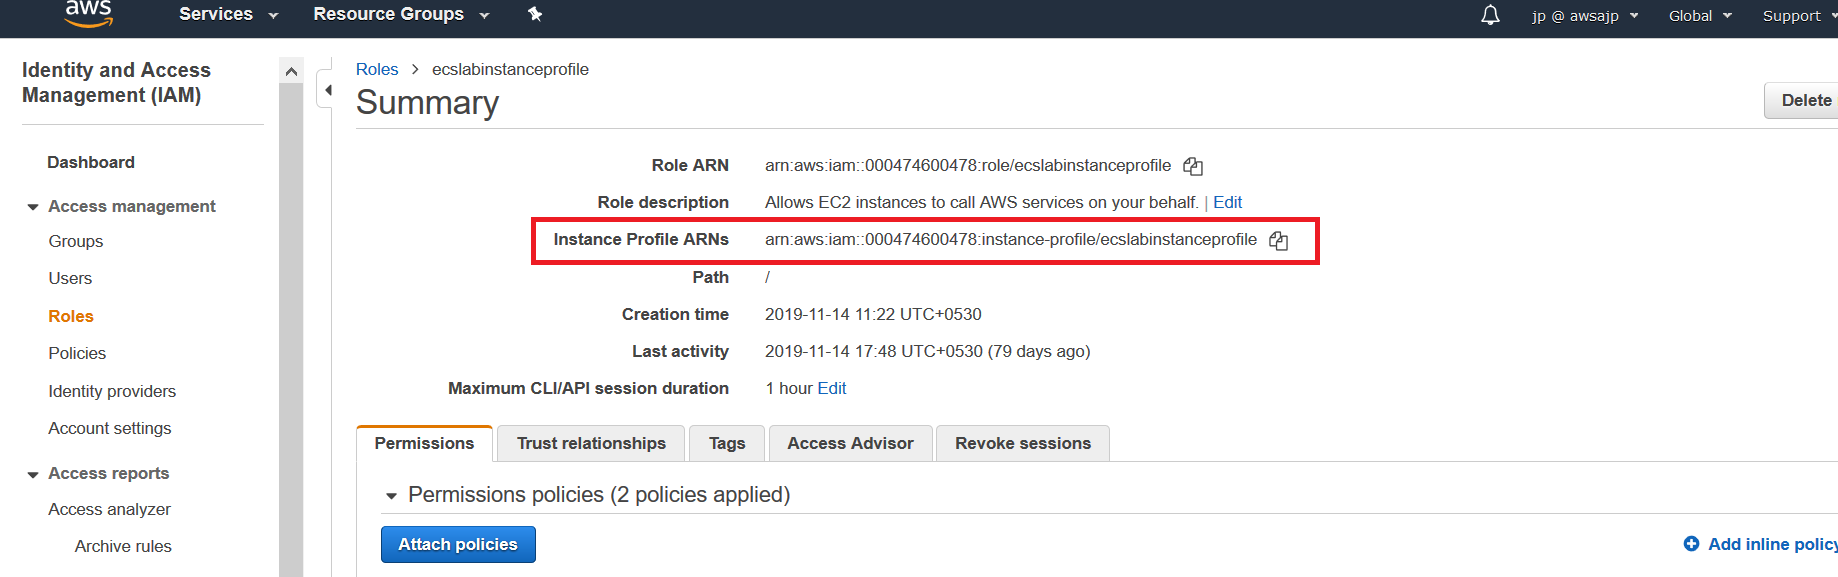 aws Services Resource Groups jp @ awsajp Global Support
Identity and Access
Management (IAM)
Dashboard
Access management
Groups
Users
Roles
Policies
Identity providers
Account settings
Access reports
Access analyzer
Archive rules
Roles > ecslabinstanceprofile
Summary
Delete
Role ARN arn:aws:iam::000474600478:role/ecslabinstanceprofile
Role description Allows EC2 instances to call AWS services on your behalf. | Edit
Instance Profile ARNs arn:aws:iam::000474600478:instance-profile/ecslabinstanceprofile
Path /
Creation time 2019-11-14 11:22 UTC+0530
Last activity 2019-11-14 17:48 UTC+0530 (79 days ago)
Maximum CLI/API session duration 1 hour Edit
Permissions Trust relationships Tags Access Advisor Revoke sessions
Permissions policies (2 policies applied)
Attach policies Add inline policy